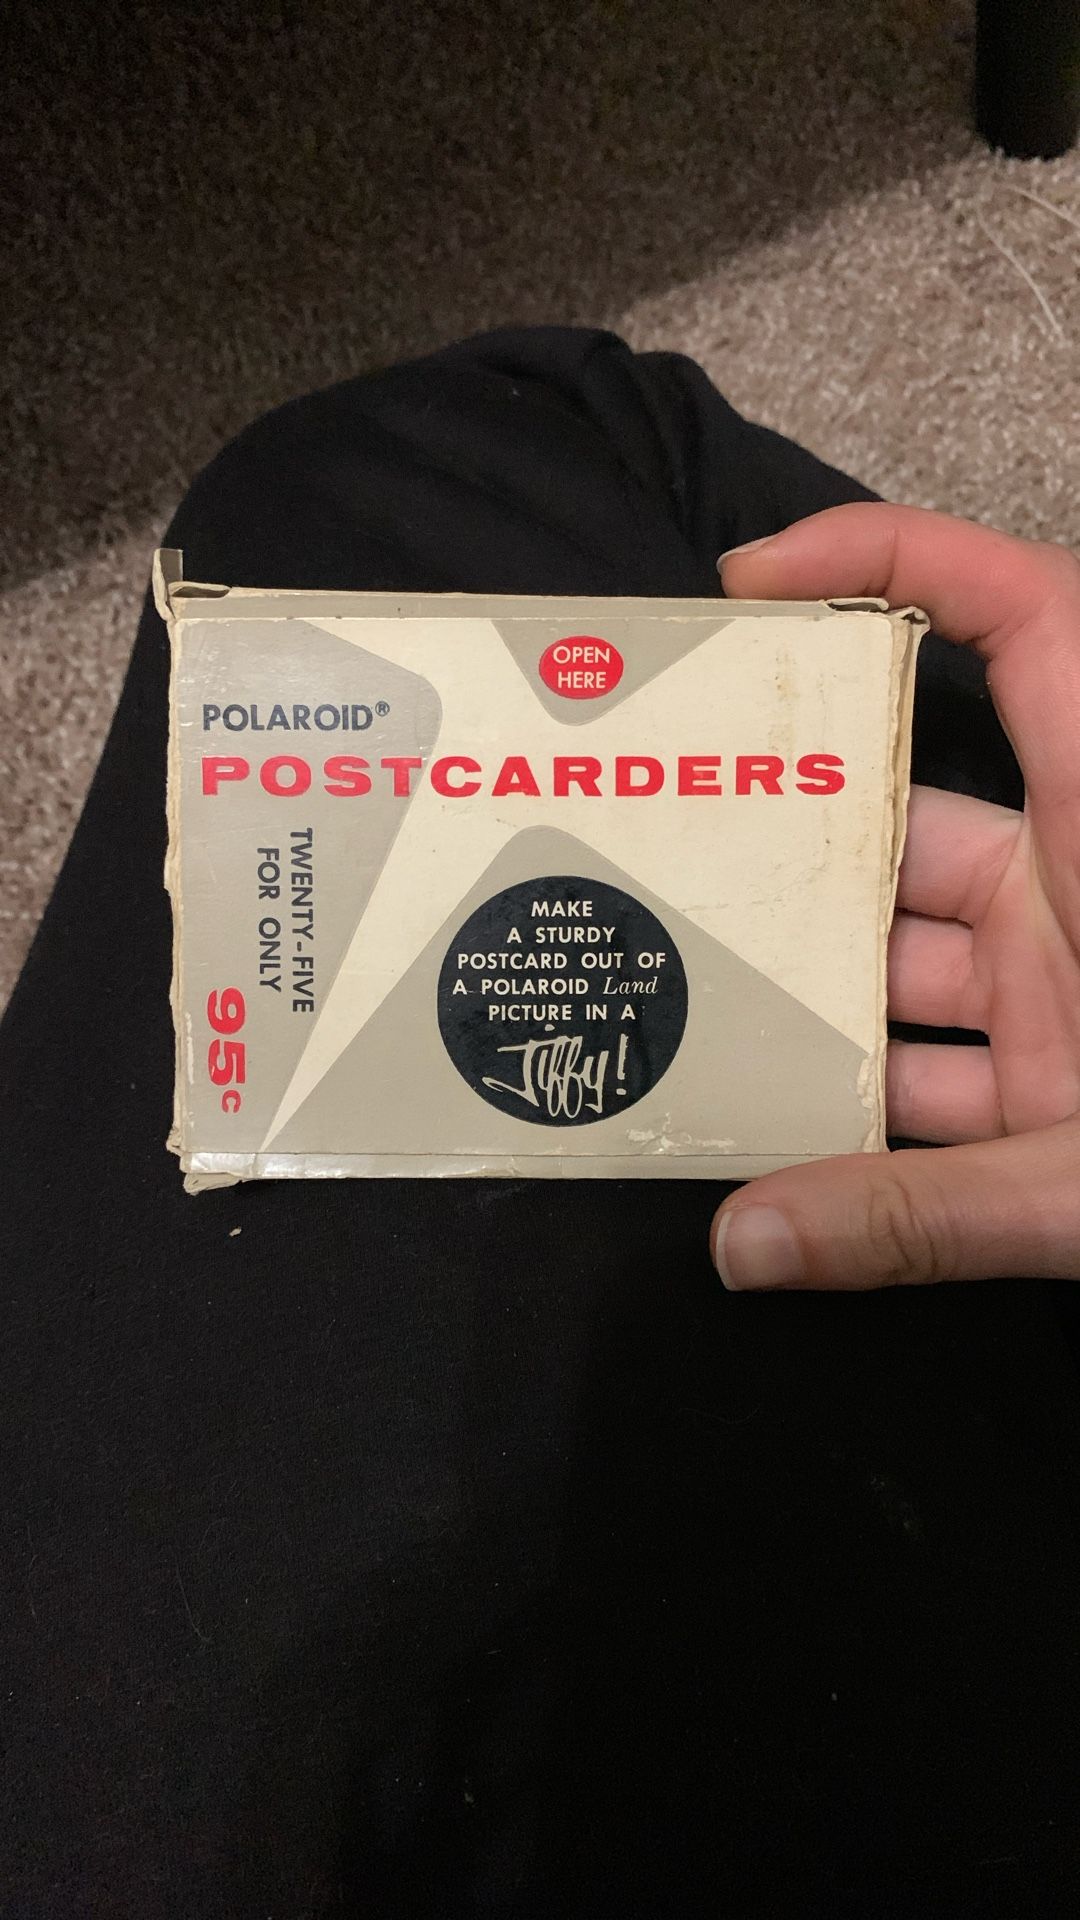 OPEN
HERE
POLAROID®
POSTCARDERS
TWENTY-FIVE
FOR ONLY
95c
MAKE
A STURDY
POSTCARD OUT OF
A POLAROID Land
PICTURE IN A
Jiffy!